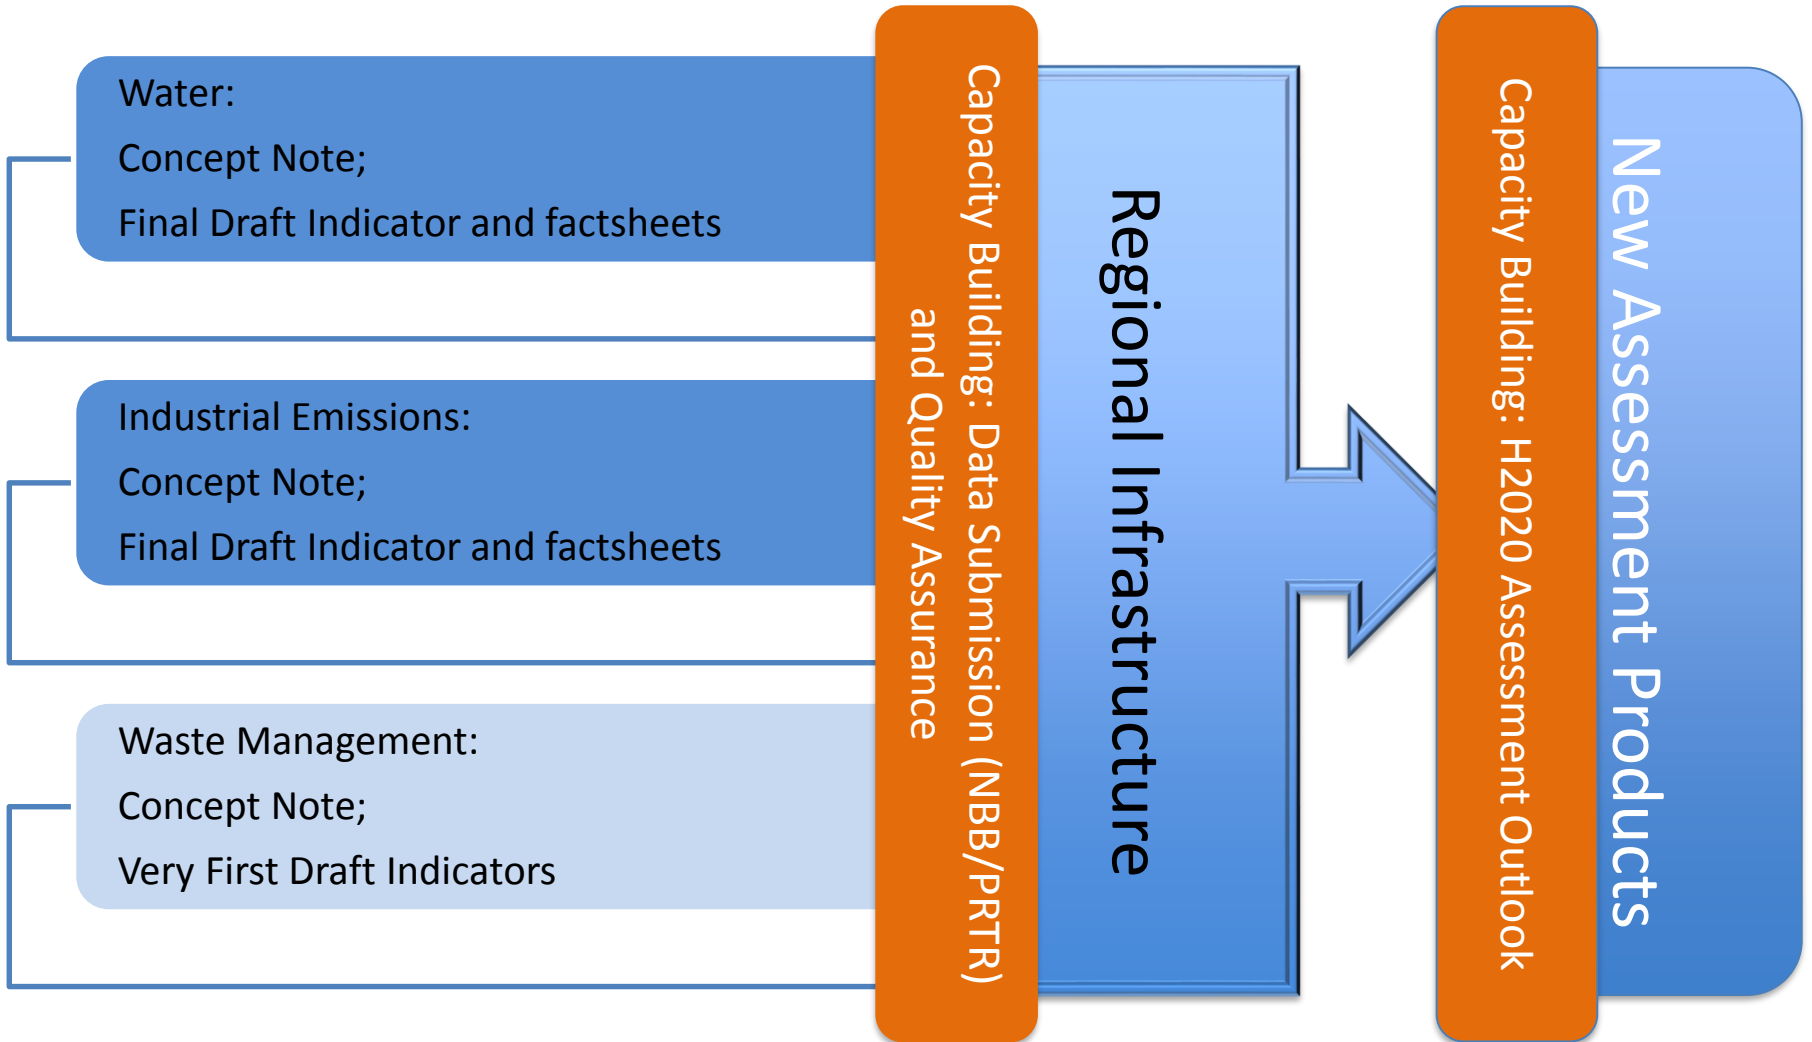 Water:
Concept Note;
Final Draft Indicator and factsheets
Industrial Emissions:
Concept Note;
Final Draft Indicator and factsheets
Waste Management:
Concept Note;
Very First Draft Indicators
Capacity Building: Data Submission (NBB/PRTR)
and Quality Assurance
Regional Infrastructure
Capacity Building: H2020 Assessment Outlook
New Assessment Products